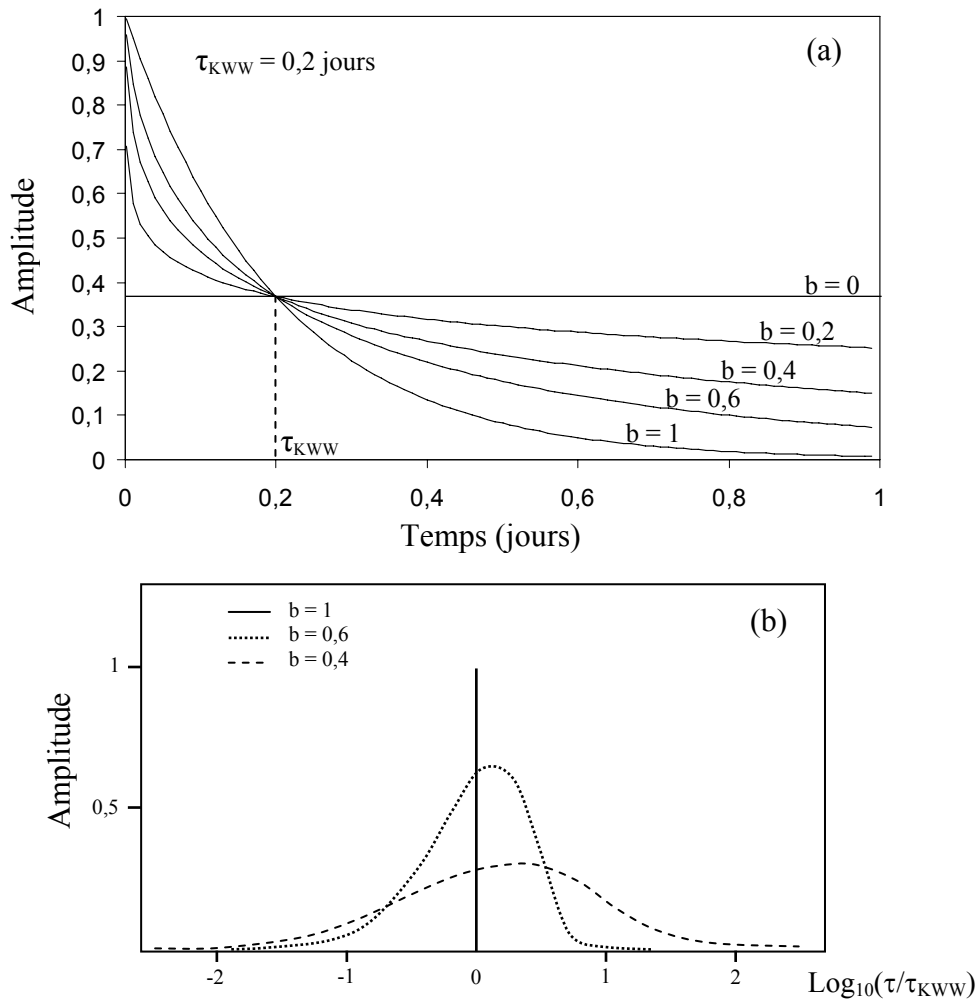 (a)
τKWW = 0,2 jours
Amplitude
1
0,9
0,8
0,7
0,6
0,5
0,4
0,3
0,2
0,1
0
b = 0
b = 0,2
b = 0,4
b = 0,6
b = 1
τKWW
0 0,2 0,4 0,6 0,8 1
Temps (jours)
(b)
b = 1
b = 0,6
b = 0,4
Amplitude
1
0,5
-2 -1 0 1 2
Log10(τ/τKWW)